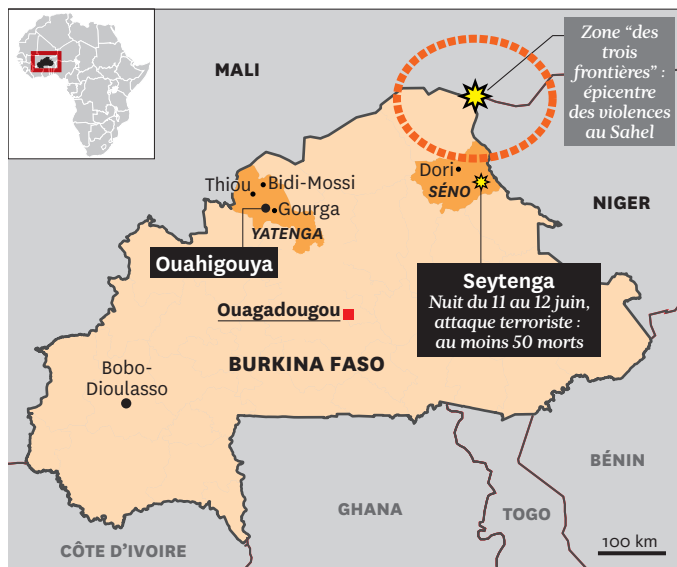 MALI
Zone “des
trois
frontières” :
épicentre
des violences
au Sahel
Dori
SÉNO
Thiou
Bidi-Mossi
Gourga
YATENGA
NIGER
Ouahigouya
Seytenga
Nuit du 11 au 12 juin,
attaque terroriste :
au moins 50 morts
Ouagadougou
BURKINA FASO
Bobo-
Dioulasso
BÉNIN
GHANA
TOGO
CÔTE D’IVOIRE
100 km